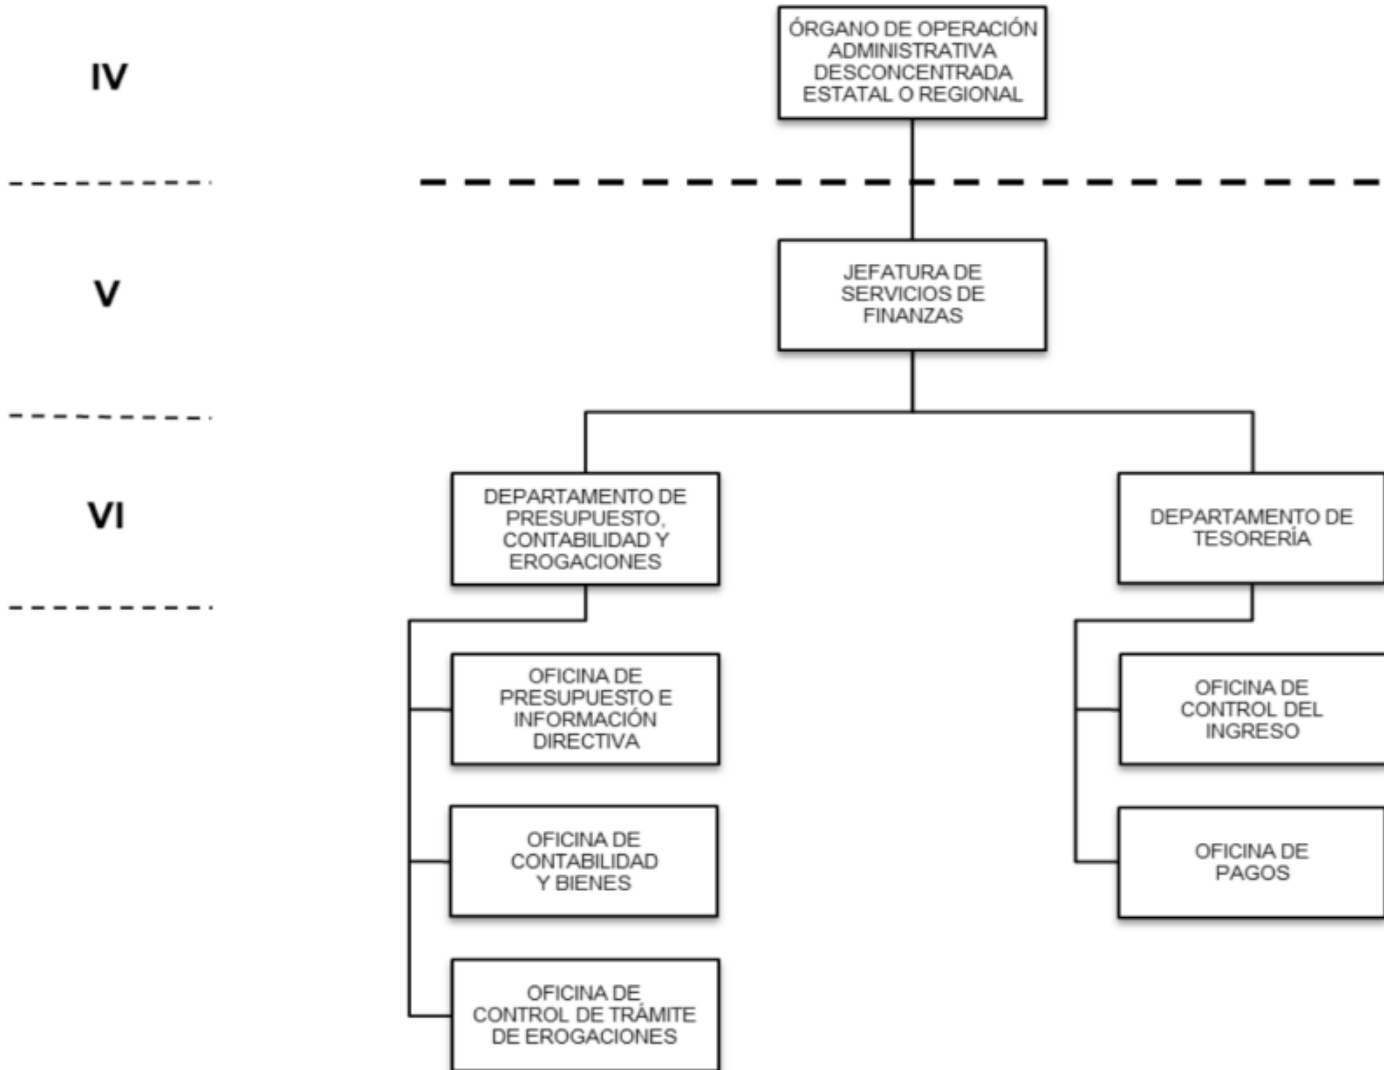 IV
ÓRGANO DE OPERACIÓN
ADMINISTRATIVA
DESCONCENTRADA
ESTATAL O REGIONAL
V
JEFATURA DE
SERVICIOS DE
FINANZAS
VI
DEPARTAMENTO DE
PRESUPUESTO,
CONTABILIDAD Y
EROGACIONES
DEPARTAMENTO DE
TESORERÍA
OFICINA DE
PRESUPUESTO E
INFORMACIÓN
DIRECTIVA
OFICINA DE
CONTROL DEL
INGRESO
OFICINA DE
CONTABILIDAD
Y BIENES
OFICINA DE
PAGOS
OFICINA DE
CONTROL DE TRÁMITE
DE EROGACIONES